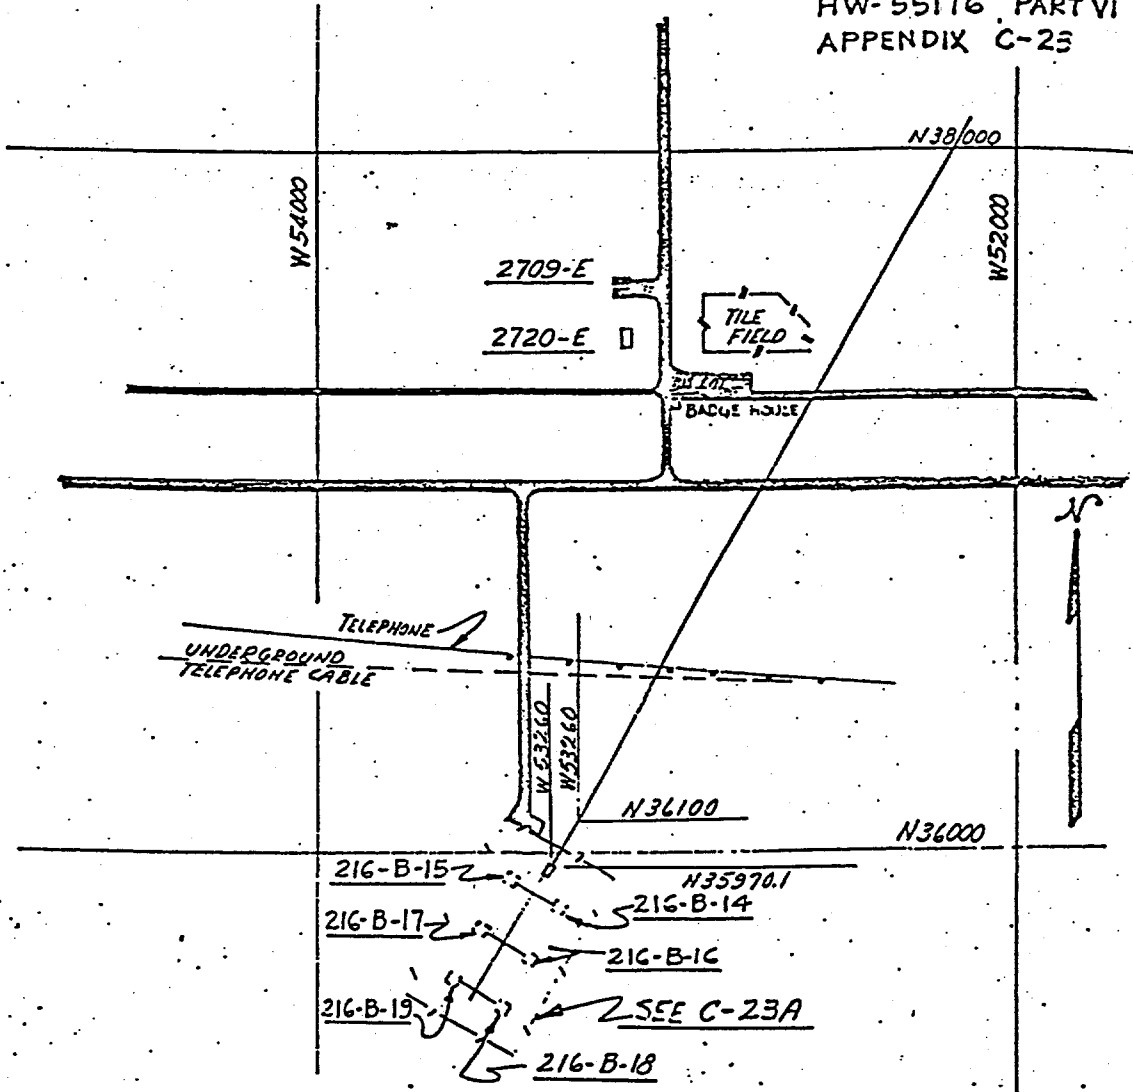 HW-55176 PART VI
APPENDIX C-23
N38000
W54000
W52000
2709-E
TILE
FIELD
2720-E
BADGE HOUSE
N
TELEPHONE
UNDERGROUND
TELEPHONE CABLE
W53260
W53260
N36100
N36000
N35970.1
216-B-15
216-B-14
216-B-17
216-B-16
216-B-19
SEE C-23A
216-B-18